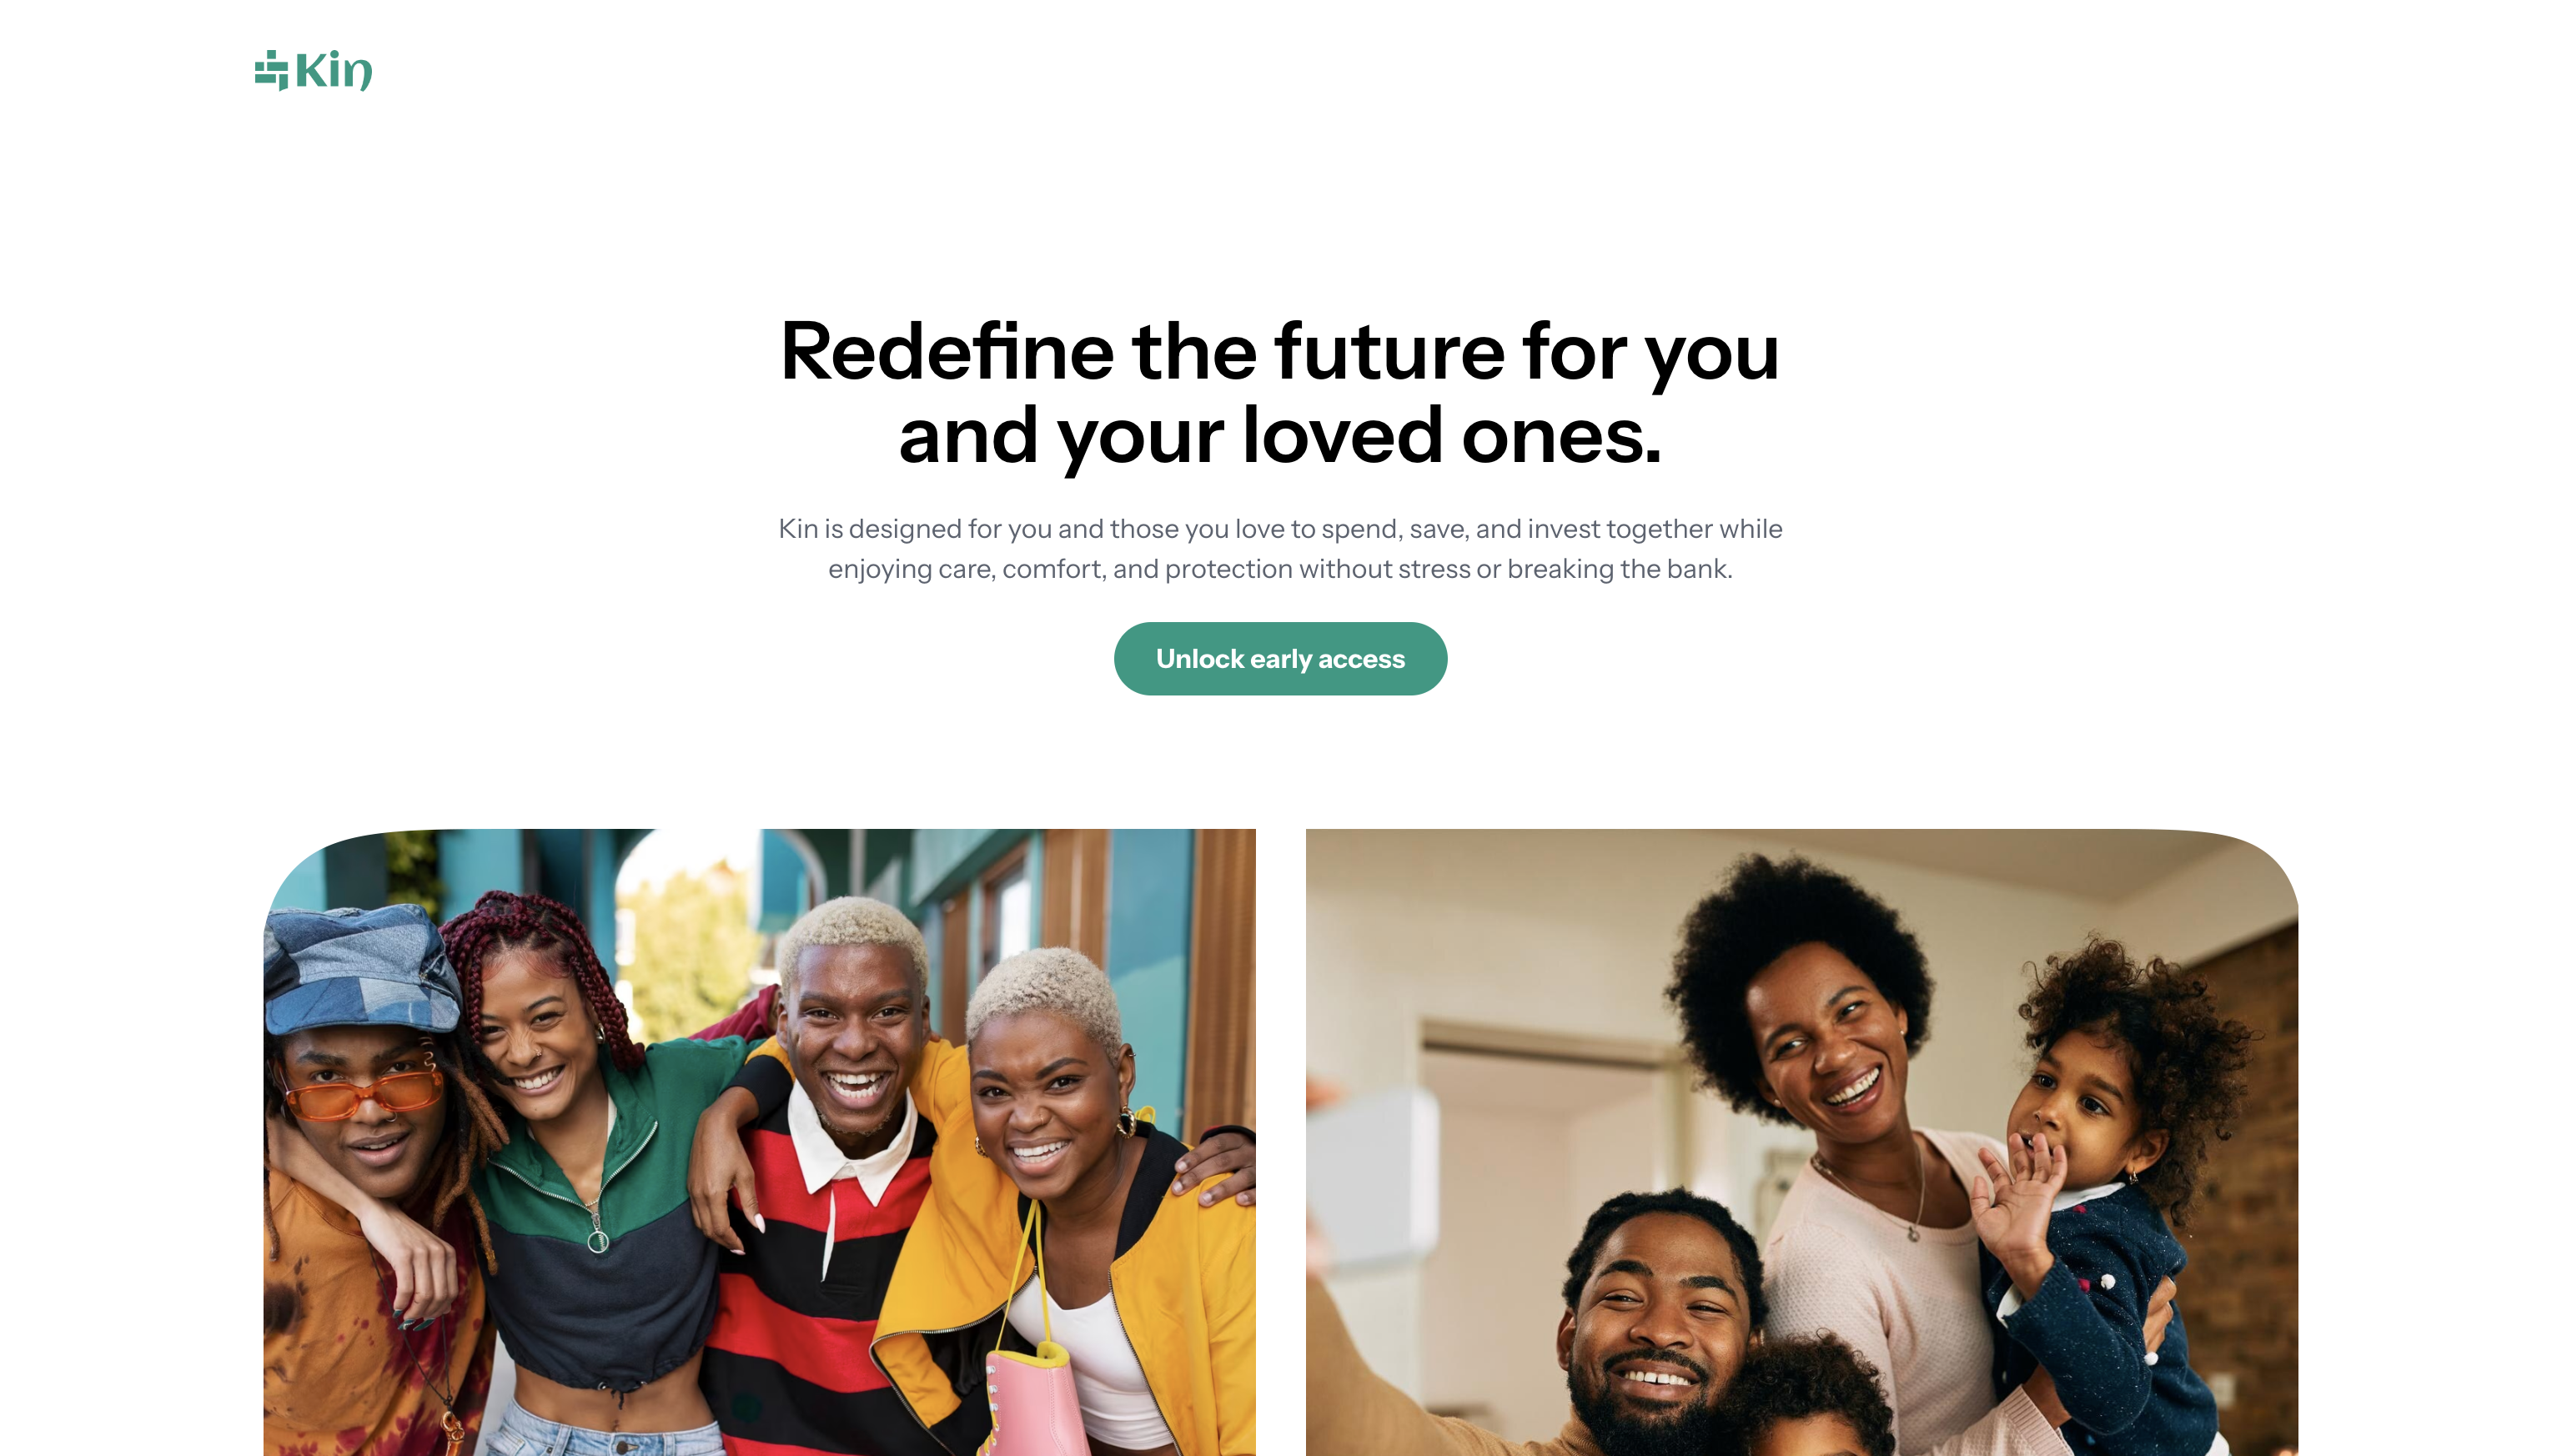 Kin
Redefine the future for you
and your loved ones.
Kin is designed for you and those you love to spend, save, and invest together while
enjoying care, comfort, and protection without stress or breaking the bank.
Unlock early access